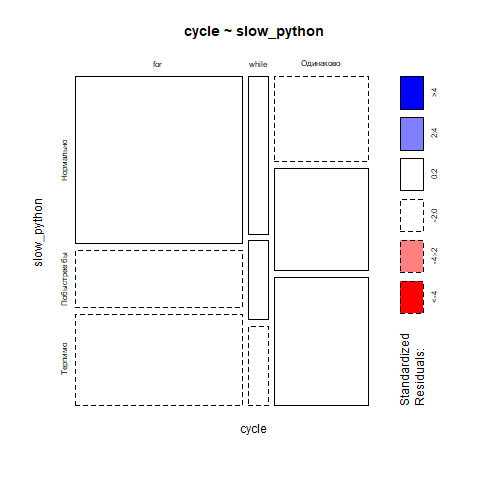 cycle ~ slow_python
for
while
Одинаково
Нормально
Побыстрее бы
Терпимо
slow_python
cycle
>4
2:4
0:2
-2:0
-4:-2
<-4
Standardized
Residuals: